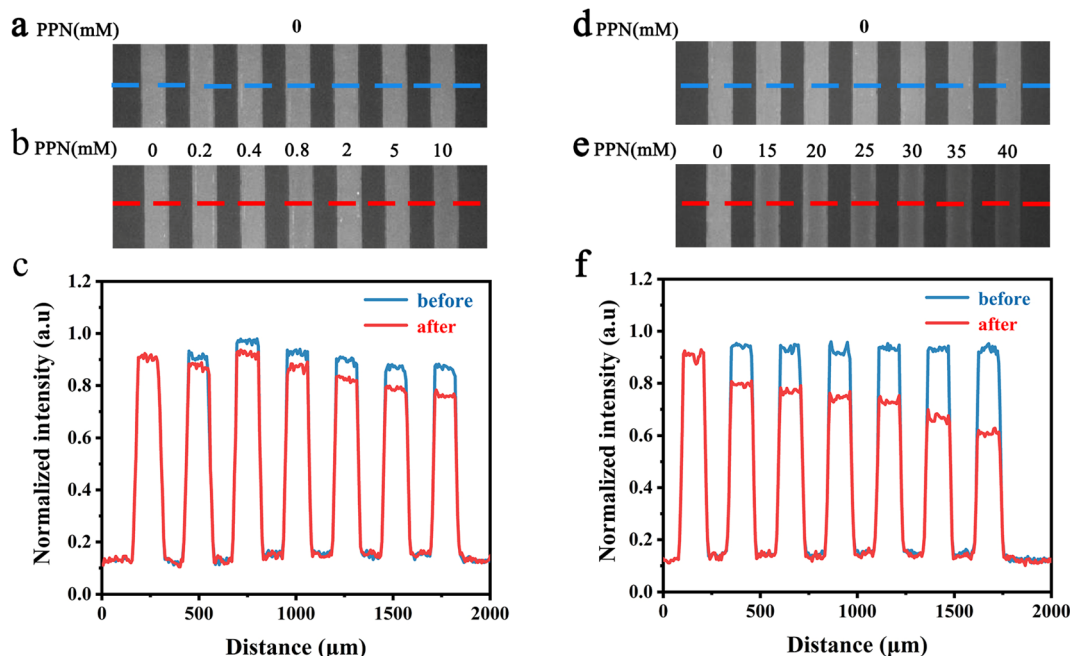 a PPN(mM) 0
b PPN(mM) 0 0.2 0.4 0.8 2 5 10
c
1.2
1.0
0.8
0.6
0.4
0.2
0.0
Normalized intensity (a.u)
before
after
0 500 1000 1500 2000
Distance (µm)
d PPN(mM) 0
e PPN(mM) 0 15 20 25 30 35 40
f
1.2
1.0
0.8
0.6
0.4
0.2
0.0
Normalized intensity (a.u)
before
after
0 500 1000 1500 2000
Distance (µm)